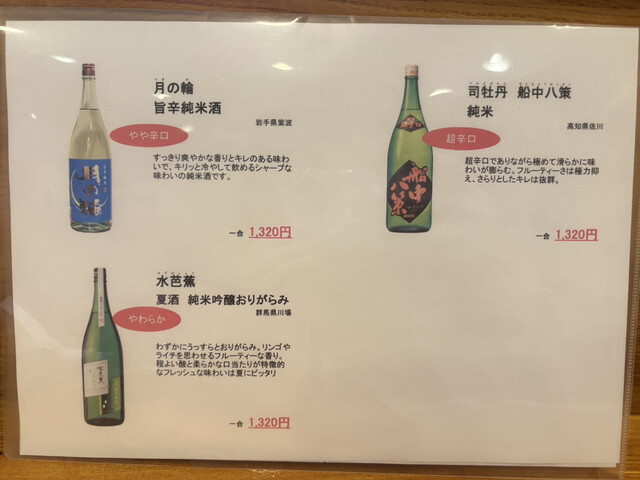 月の輪
旨辛純米酒
岩手県紫波
やや辛口
すっきり爽やかな香りとキレのある味わ
いで、キリッと冷やして飲めるシャープな
味わいの純米酒です。
一合 1,320円
月の輪
司牡丹 船中八策
純米
高知県佐川
超辛口
超辛口でありながら極めて滑らかに味
わいが膨らむ。フルーティーさは極力抑
え、さらりとしたキレは抜群。
一合 1,320円
船中
八策
水芭蕉
夏酒 純米吟醸おりがらみ
群馬県川場
やわらか
わずかにうっすらとおりがらみ。リンゴや
ライチを思わせるフルーティーな香り。
程よい酸と柔らかな口当たりが特徴的
なフレッシュな味わいは夏にピッタリ
一合 1,320円